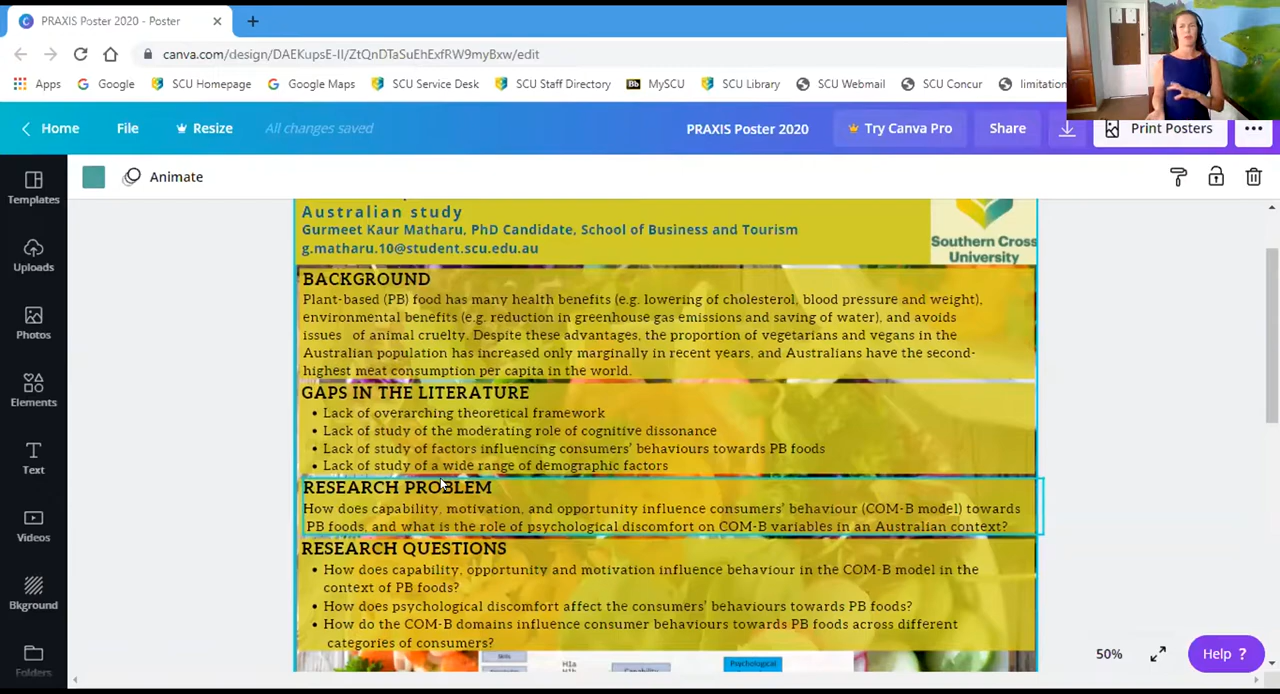 PRAXIS Poster 2020 - Poster
canva.com/design/DAEKupsE-II/ZtQnDTaSuEhExfRW9myBxw/edit
Apps Google SCU Homepage Google Maps SCU Service Desk SCU Staff Directory Bb MySCU SCU Library SCU Webmail SCU Concur limitation
Home File Resize All changes saved PRAXIS Poster 2020 Try Canva Pro Share Print Posters
Animate
Templates
Uploads
Photos
Elements
Text
Videos
Bkground
Folders
Australian study
Gurmeet Kaur Matharu, PhD Candidate, School of Business and Tourism
g.matharu.10@student.scu.edu.au
Southern Cross
University
BACKGROUND
Plant-based (PB) food has many health benefits (e.g. lowering of cholesterol, blood pressure and weight),
environmental benefits (e.g. reduction in greenhouse gas emissions and saving of water), and avoids
issues of animal cruelty. Despite these advantages, the proportion of vegetarians and vegans in the
Australian population has increased only marginally in recent years, and Australians have the second-
highest meat consumption per capita in the world.
GAPS IN THE LITERATURE
• Lack of overarching theoretical framework
• Lack of study of the moderating role of cognitive dissonance
• Lack of study of factors influencing consumers' behaviours towards PB foods
• Lack of study of a wide range of demographic factors
RESEARCH PROBLEM
How does capability, motivation, and opportunity influence consumers' behaviour (COM-B model) towards
PB foods, and what is the role of psychological discomfort on COM-B variables in an Australian context?
RESEARCH QUESTIONS
• How does capability, opportunity and motivation influence behaviour in the COM-B model in the
context of PB foods?
• How does psychological discomfort affect the consumers' behaviours towards PB foods?
• How do the COM-B domains influence consumer behaviours towards PB foods across different
categories of consumers?
Skills
H1a
Capability
Psychological
50%
Help ?